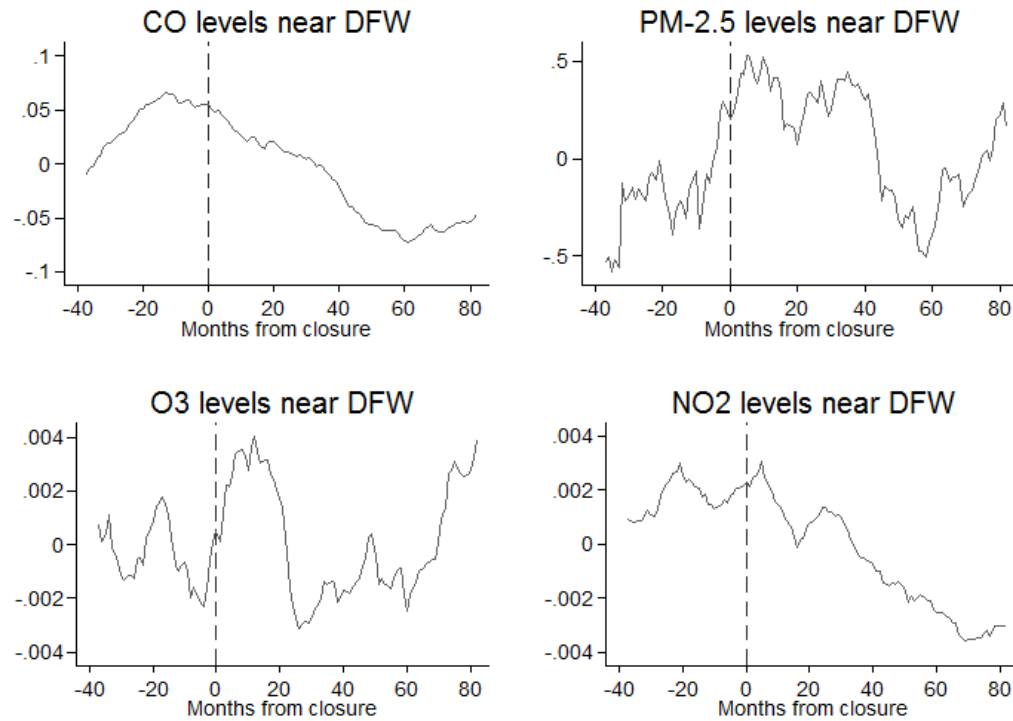 CO levels near DFW
.1
.05
0
-.05
-.1
-40 -20 0 20 40 60 80
Months from closure
PM-2.5 levels near DFW
.5
0
-.5
-40 -20 0 20 40 60 80
Months from closure
O3 levels near DFW
.004
.002
0
-.002
-.004
-40 -20 0 20 40 60 80
Months from closure
NO2 levels near DFW
.004
.002
0
-.002
-.004
-40 -20 0 20 40 60 80
Months from closure